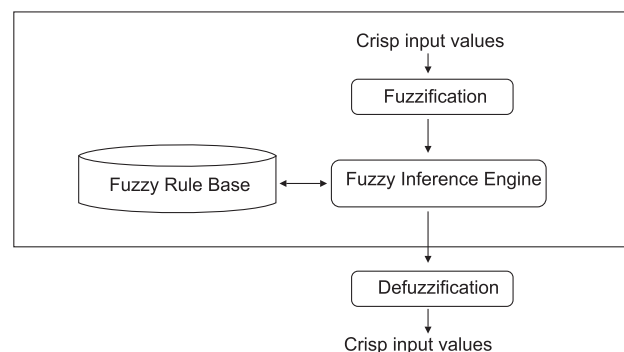 Crisp input values
Fuzzification
Fuzzy Rule Base
Fuzzy Inference Engine
Defuzzification
Crisp input values